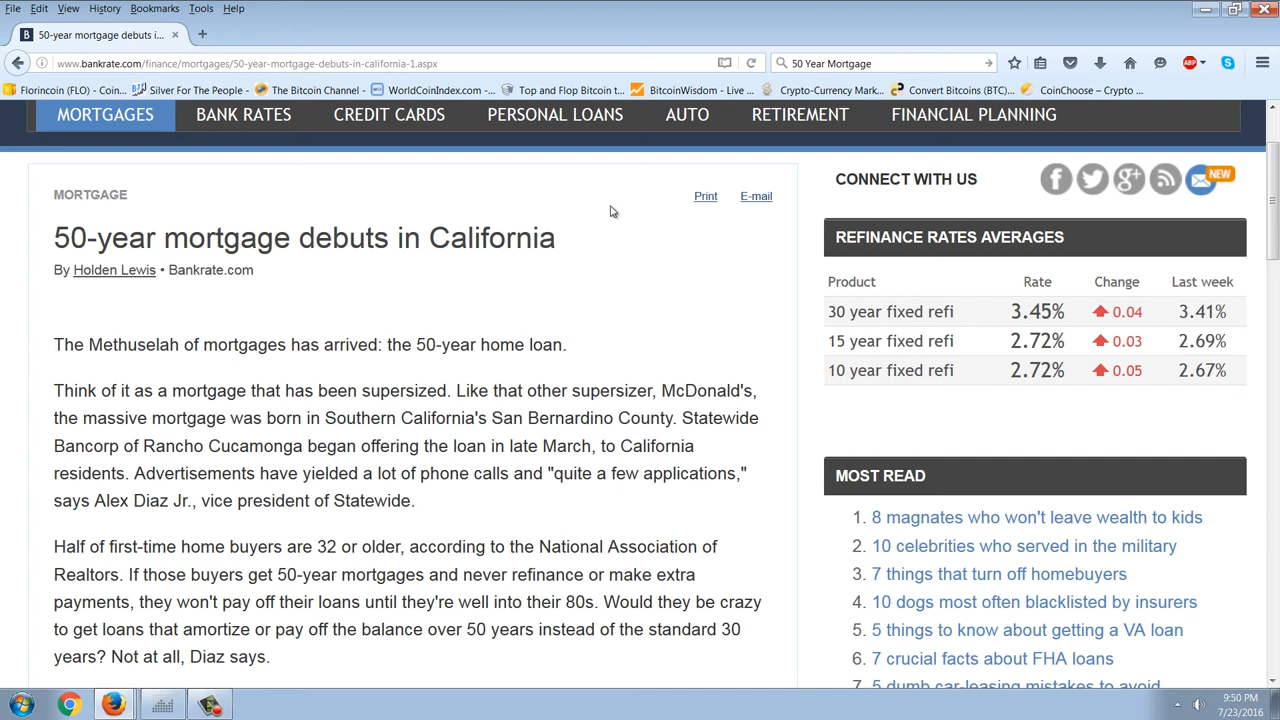 File Edit View History Bookmarks Tools Help
B 50-year mortgage debuts i... × +
www.bankrate.com/finance/mortgages/50-year-mortgage-debuts-in-california-1.aspx
50 Year Mortgage
ABP
Florincoin (FLO) - Coin...
Silver For The People - ...
The Bitcoin Channel - ...
WorldCoinIndex.com -...
Top and Flop Bitcoin t...
BitcoinWisdom - Live ...
Crypto-Currency Mark...
Convert Bitcoins (BTC)...
CoinChoose – Crypto ...
MORTGAGES BANK RATES CREDIT CARDS PERSONAL LOANS AUTO RETIREMENT FINANCIAL PLANNING
MORTGAGE
Print E-mail
50-year mortgage debuts in California
By Holden Lewis • Bankrate.com
The Methuselah of mortgages has arrived: the 50-year home loan.
Think of it as a mortgage that has been supersized. Like that other supersizer, McDonald's,
the massive mortgage was born in Southern California's San Bernardino County. Statewide
Bancorp of Rancho Cucamonga began offering the loan in late March, to California
residents. Advertisements have yielded a lot of phone calls and "quite a few applications,"
says Alex Diaz Jr., vice president of Statewide.
Half of first-time home buyers are 32 or older, according to the National Association of
Realtors. If those buyers get 50-year mortgages and never refinance or make extra
payments, they won't pay off their loans until they're well into their 80s. Would they be crazy
to get loans that amortize or pay off the balance over 50 years instead of the standard 30
years? Not at all, Diaz says.
CONNECT WITH US
NEW
REFINANCE RATES AVERAGES
Product Rate Change Last week
30 year fixed refi 3.45% 0.04 3.41%
15 year fixed refi 2.72% 0.03 2.69%
10 year fixed refi 2.72% 0.05 2.67%
MOST READ
1. 8 magnates who won't leave wealth to kids
2. 10 celebrities who served in the military
3. 7 things that turn off homebuyers
4. 10 dogs most often blacklisted by insurers
5. 5 things to know about getting a VA loan
6. 7 crucial facts about FHA loans
7. 5 dumb car-leasing mistakes to avoid
9:50 PM
7/23/2016